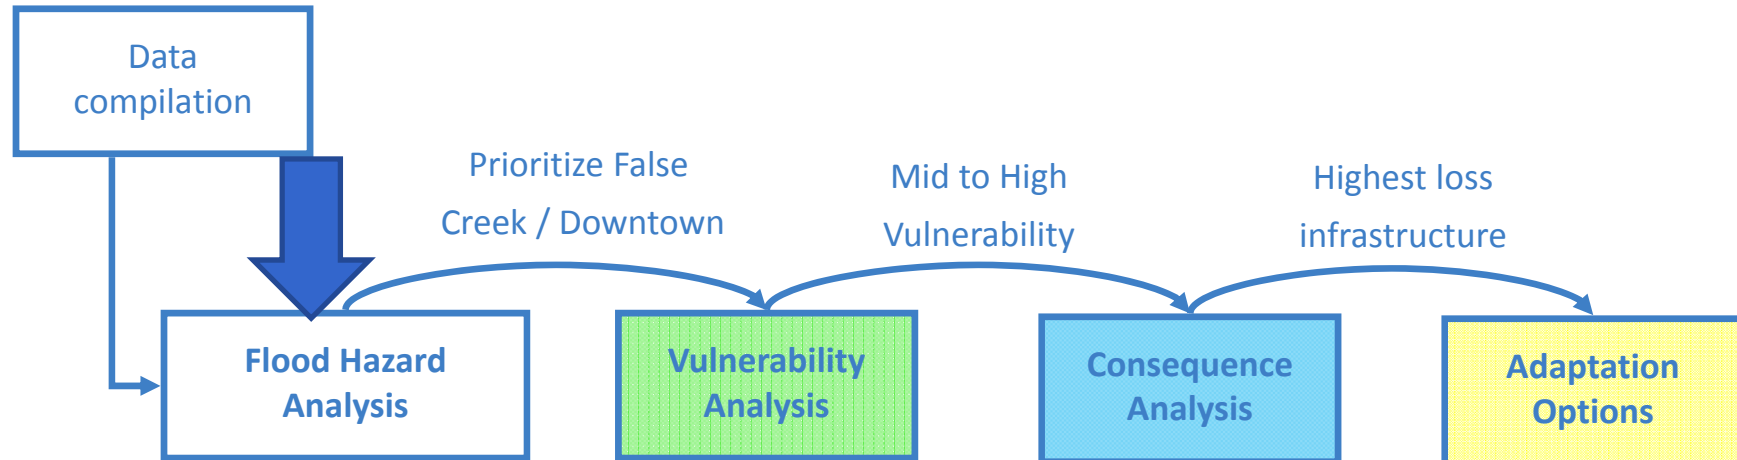 Data
compilation
Prioritize False
Creek / Downtown
Mid to High
Vulnerability
Highest loss
infrastructure
Flood Hazard
Analysis
Vulnerability
Analysis
Consequence
Analysis
Adaptation
Options